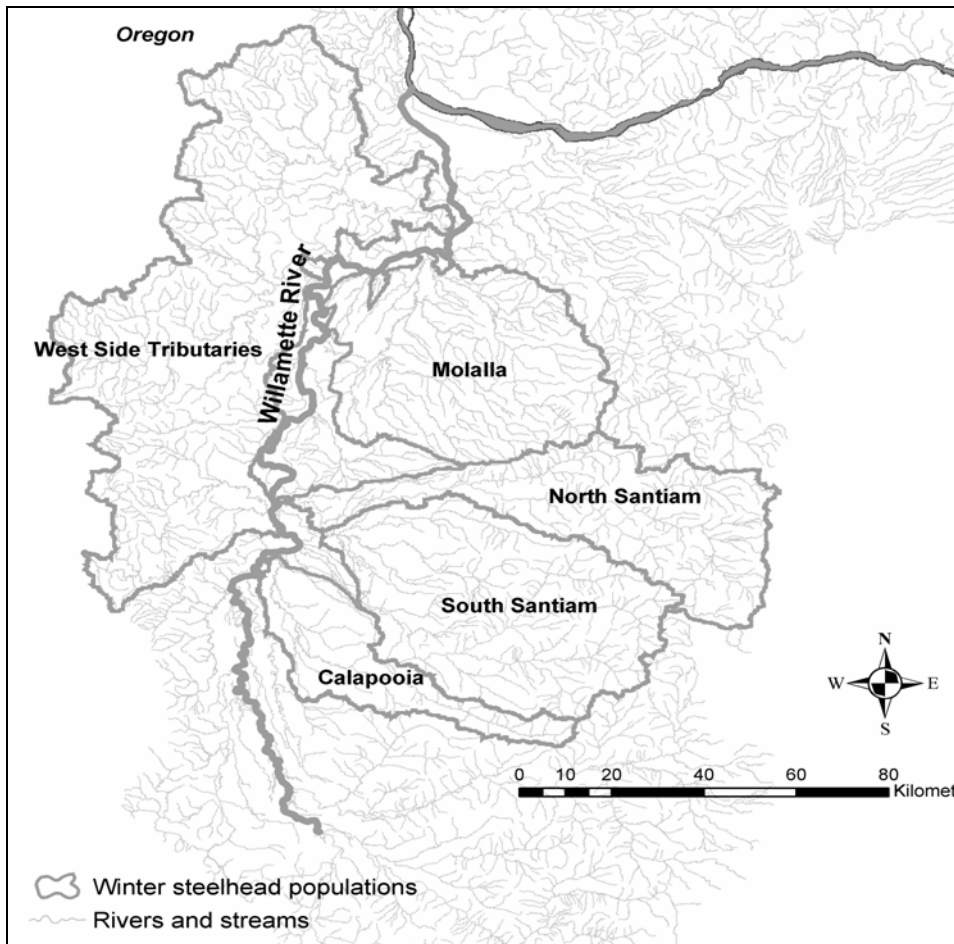 Oregon
Willamette River
West Side Tributaries
Molalla
North Santiam
South Santiam
Calapooia
N
W E
S
0 10 20 40 60 80
Kilomet
Winter steelhead populations
Rivers and streams